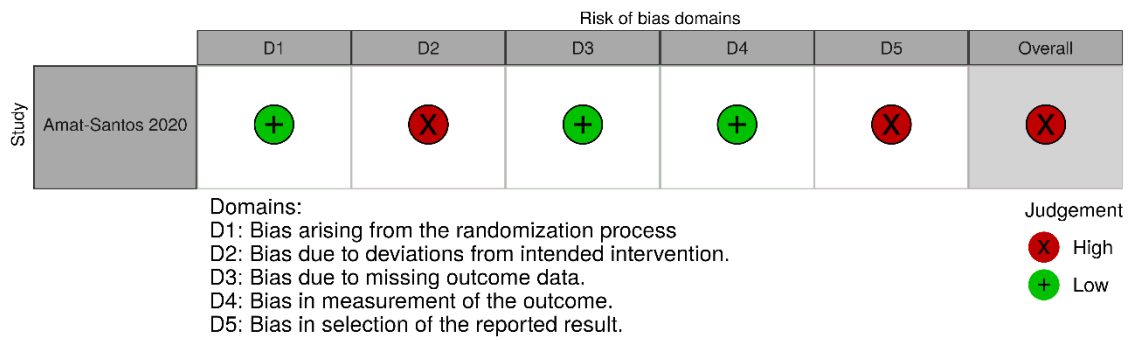 Risk of bias domains
D1 D2 D3 D4 D5 Overall
Study
Amat-Santos 2020 + X + + X X
Domains:
D1: Bias arising from the randomization process
D2: Bias due to deviations from intended intervention.
D3: Bias due to missing outcome data.
D4: Bias in measurement of the outcome.
D5: Bias in selection of the reported result.
Judgement
X High
+ Low